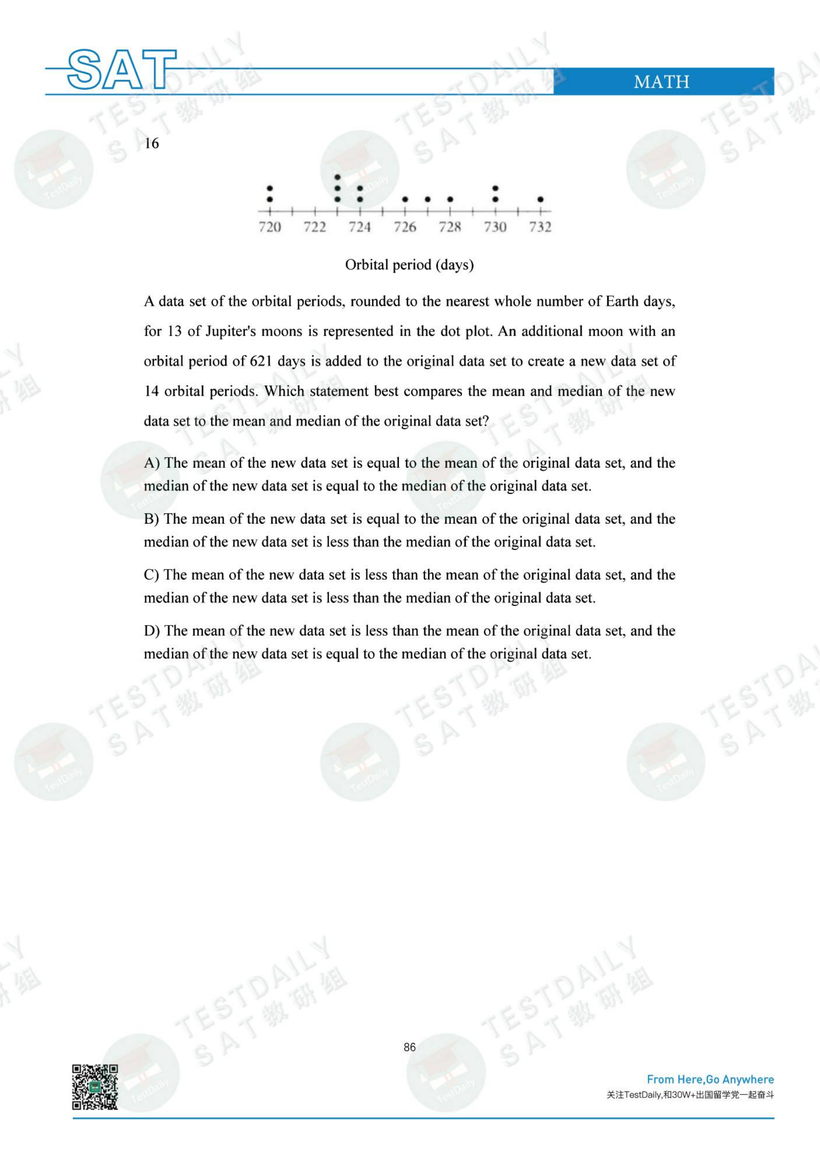 SAT
MATH
16
720 722 724 726 728 730 732
Orbital period (days)
A data set of the orbital periods, rounded to the nearest whole number of Earth days,
for 13 of Jupiter's moons is represented in the dot plot. An additional moon with an
orbital period of 621 days is added to the original data set to create a new data set of
14 orbital periods. Which statement best compares the mean and median of the new
data set to the mean and median of the original data set?
A) The mean of the new data set is equal to the mean of the original data set, and the
median of the new data set is equal to the median of the original data set.
B) The mean of the new data set is equal to the mean of the original data set, and the
median of the new data set is less than the median of the original data set.
C) The mean of the new data set is less than the mean of the original data set, and the
median of the new data set is less than the median of the original data set.
D) The mean of the new data set is less than the mean of the original data set, and the
median of the new data set is equal to the median of the original data set.
TESTDAILY
SAT教研组
TestDaily
86
From Here,Go Anywhere
关注TestDaily,和30W+出国留学党一起奋斗